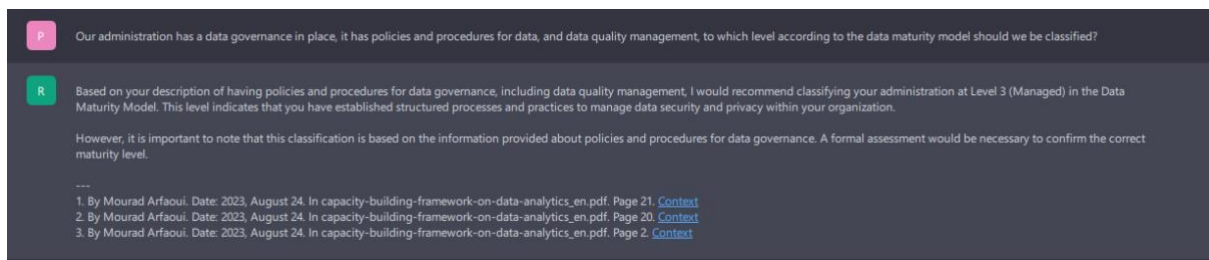 P
Our administration has a data governance in place, it has policies and procedures for data, and data quality management, to which level according to the data maturity model should we be classified?
R
Based on your description of having policies and procedures for data governance, including data quality management, I would recommend classifying your administration at Level 3 (Managed) in the Data
Maturity Model. This level indicates that you have established structured processes and practices to manage data security and privacy within your organization.
However, it is important to note that this classification is based on the information provided about policies and procedures for data governance. A formal assessment would be necessary to confirm the correct
maturity level.
---
1. By Mourad Arfaoui. Date: 2023, August 24. In capacity-building-framework-on-data-analytics_en.pdf. Page 21. Context
2. By Mourad Arfaoui. Date: 2023, August 24. In capacity-building-framework-on-data-analytics_en.pdf. Page 20. Context
3. By Mourad Arfaoui. Date: 2023, August 24. In capacity-building-framework-on-data-analytics_en.pdf. Page 2. Context